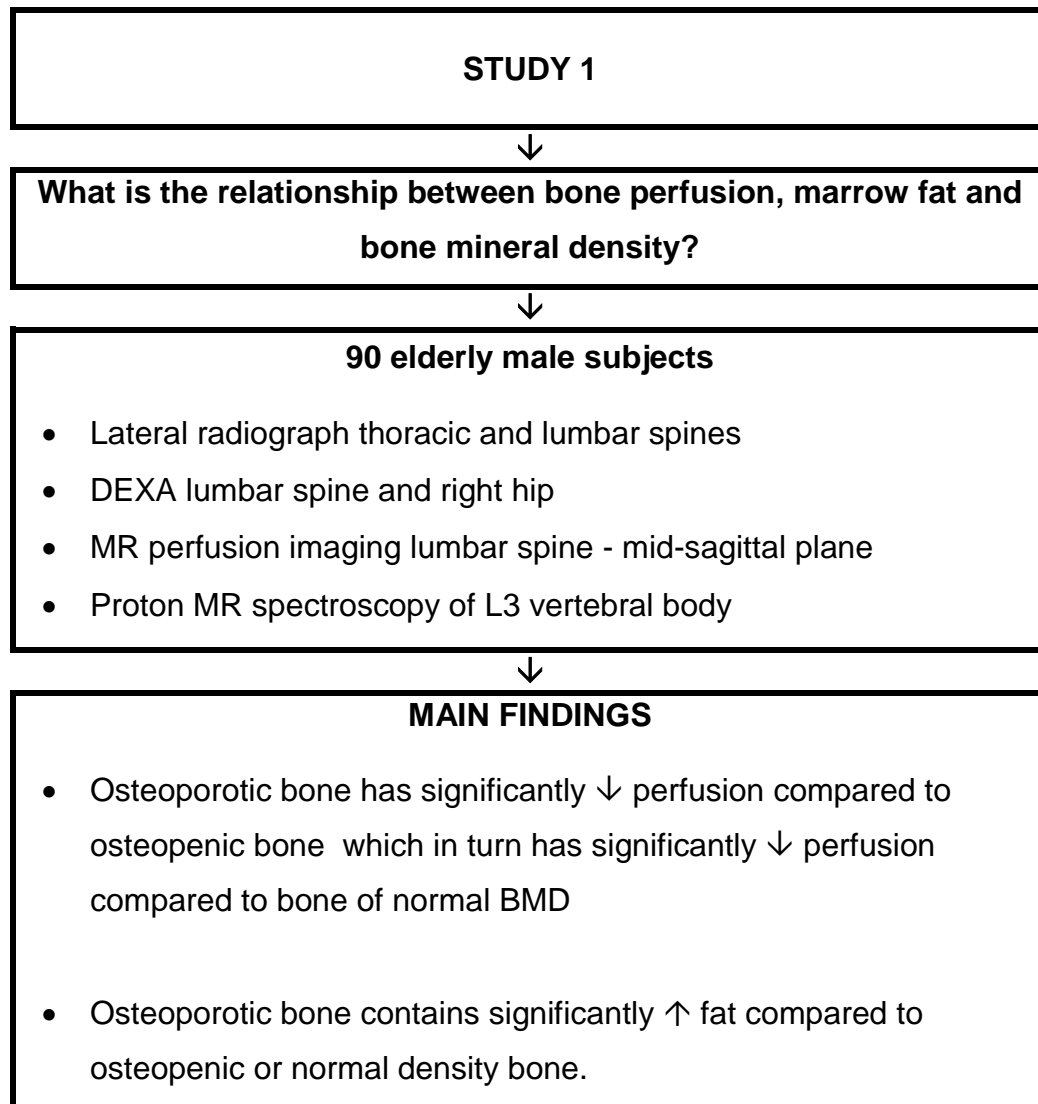 STUDY 1
↓
What is the relationship between bone perfusion, marrow fat and
bone mineral density?
↓
90 elderly male subjects
• Lateral radiograph thoracic and lumbar spines
• DEXA lumbar spine and right hip
• MR perfusion imaging lumbar spine - mid-sagittal plane
• Proton MR spectroscopy of L3 vertebral body
↓
MAIN FINDINGS
• Osteoporotic bone has significantly ↓ perfusion compared to
osteopenic bone which in turn has significantly ↓ perfusion
compared to bone of normal BMD
• Osteoporotic bone contains significantly ↑ fat compared to
osteopenic or normal density bone.